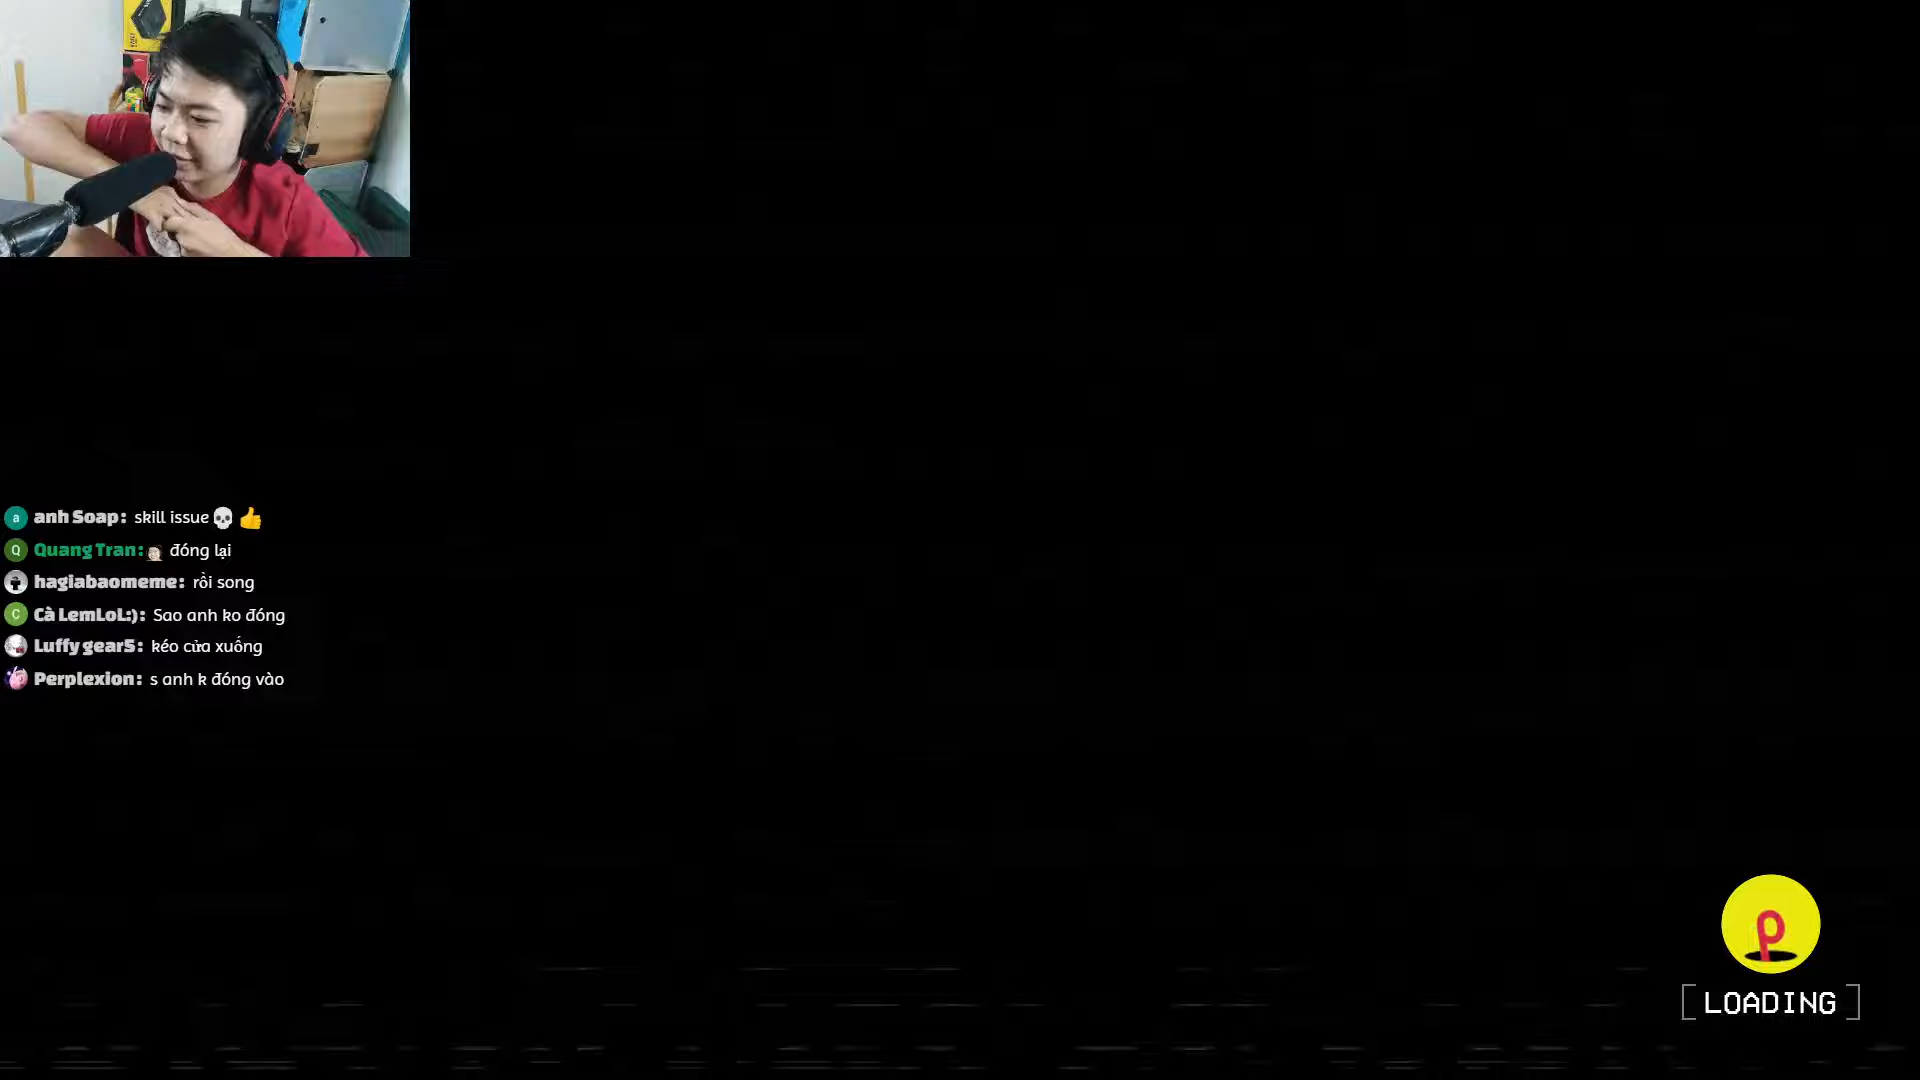 anh Soap: skill issue💀👍
Quang Tran: đóng lại
hagiabaomeme: rồi song
Cà LemLoL:): Sao anh ko đóng
Luffy gear5: kéo cửa xuống
Perplexion: s anh k đóng vào
p
[LOADING]